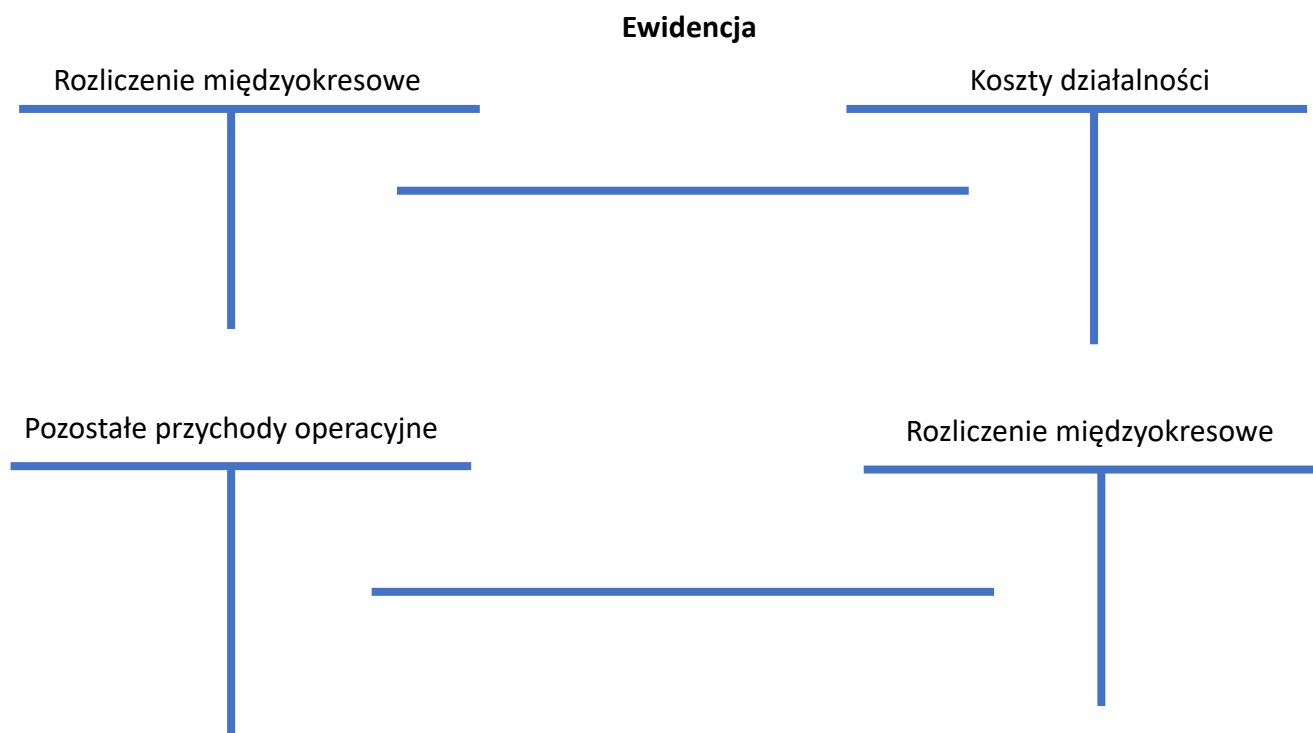 Ewidencja
Rozliczenie międzyokresowe
Koszty działalności
Pozostałe przychody operacyjne
Rozliczenie międzyokresowe